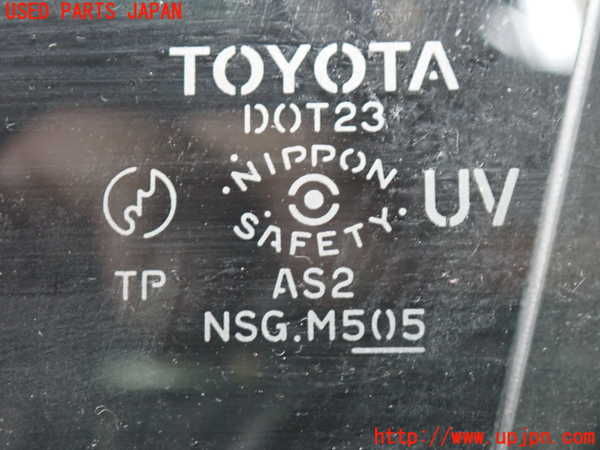 USED PARTS JAPAN
TOYOTA
DOT23
NIPPON
SAFETY
UV
TP
AS2
NSG.M505
http://www.upjpn.com/